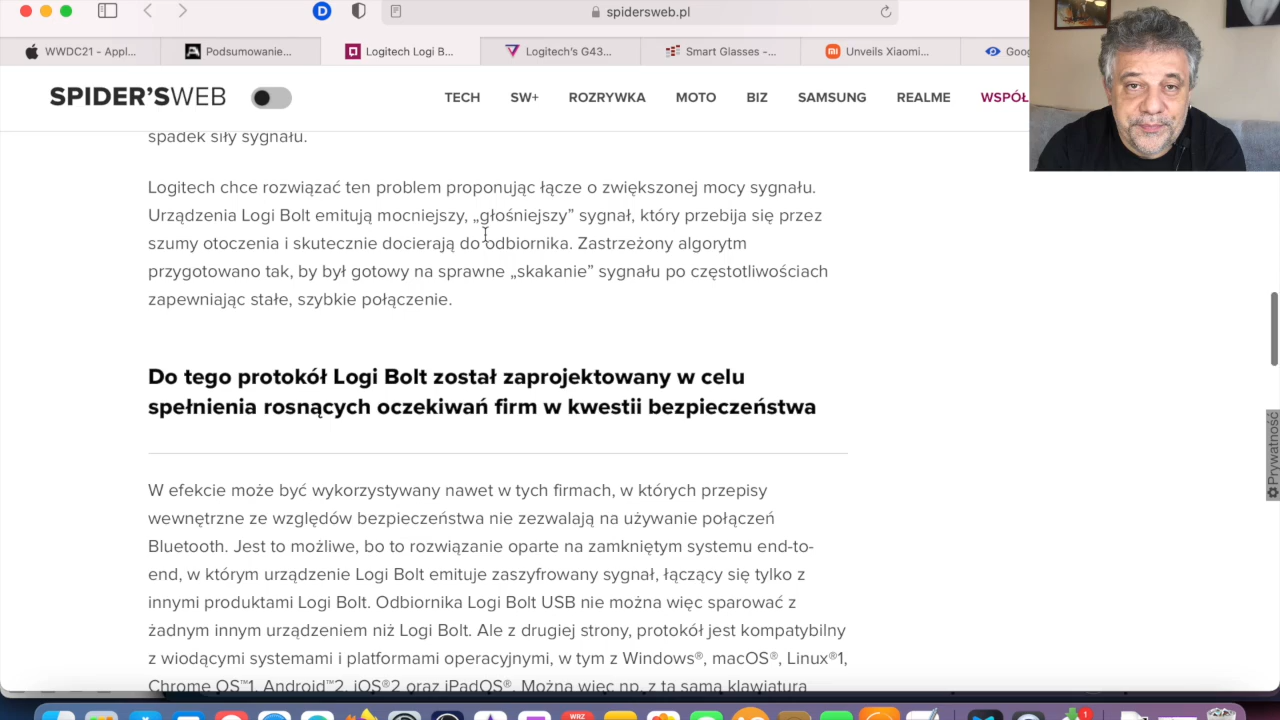 D
spidersweb.pl
WWDC21 - Appl...
Podsumowanie...
Logitech Logi B...
Logitech's G43...
Smart Glasses -...
Unveils Xiaomi...
Goog
SPIDER'SWEB
TECH SW+ ROZRYWKA MOTO BIZ SAMSUNG REALME WSPÓŁ
spadek siły sygnału.
Logitech chce rozwiązać ten problem proponując łącze o zwiększonej mocy sygnału.
Urządzenia Logi Bolt emitują mocniejszy, „głośniejszy” sygnał, który przebija się przez
szumy otoczenia i skutecznie docierają do odbiornika. Zastrzeżony algorytm
przygotowano tak, by był gotowy na sprawne „skakanie” sygnału po częstotliwościach
zapewniając stałe, szybkie połączenie.
Do tego protokół Logi Bolt został zaprojektowany w celu
spełnienia rosnących oczekiwań firm w kwestii bezpieczeństwa
W efekcie może być wykorzystywany nawet w tych firmach, w których przepisy
wewnętrzne ze względów bezpieczeństwa nie zezwalają na używanie połączeń
Bluetooth. Jest to możliwe, bo to rozwiązanie oparte na zamkniętym systemu end-to-
end, w którym urządzenie Logi Bolt emituje zaszyfrowany sygnał, łączący się tylko z
innymi produktami Logi Bolt. Odbiornika Logi Bolt USB nie można więc sparować z
żadnym innym urządzeniem niż Logi Bolt. Ale z drugiej strony, protokół jest kompatybilny
z wiodącymi systemami i platformami operacyjnymi, w tym z Windows®, macOS®, Linux®1,
Chrome OS™1, Android™2, iOS®2 oraz iPadOS®. Można więc np. z tą samą klawiaturą
Prywatność
WRZ
1